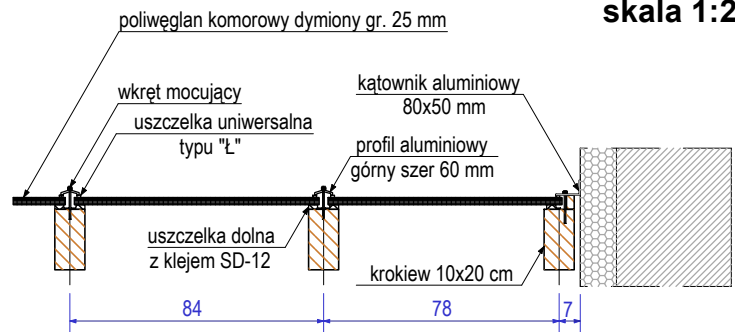 skala 1:2
poliwęglan komorowy dymiony gr. 25 mm
wkręt mocujący
uszczelka uniwersalna
typu "Ł"
kątownik aluminiowy
80x50 mm
profil aluminiowy
górny szer 60 mm
uszczelka dolna
z klejem SD-12
krokiew 10x20 cm
84
78
7